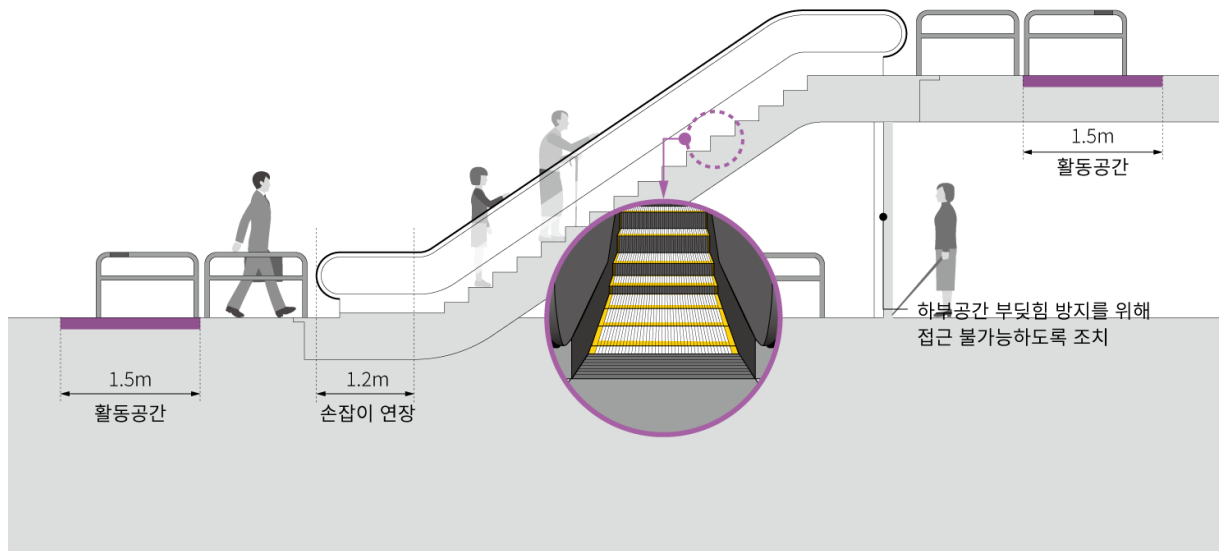 1.5m
활동공간
하부공간 부딪힘 방지를 위해
접근 불가능하도록 조치
1.5m
활동공간
1.2m
손잡이 연장